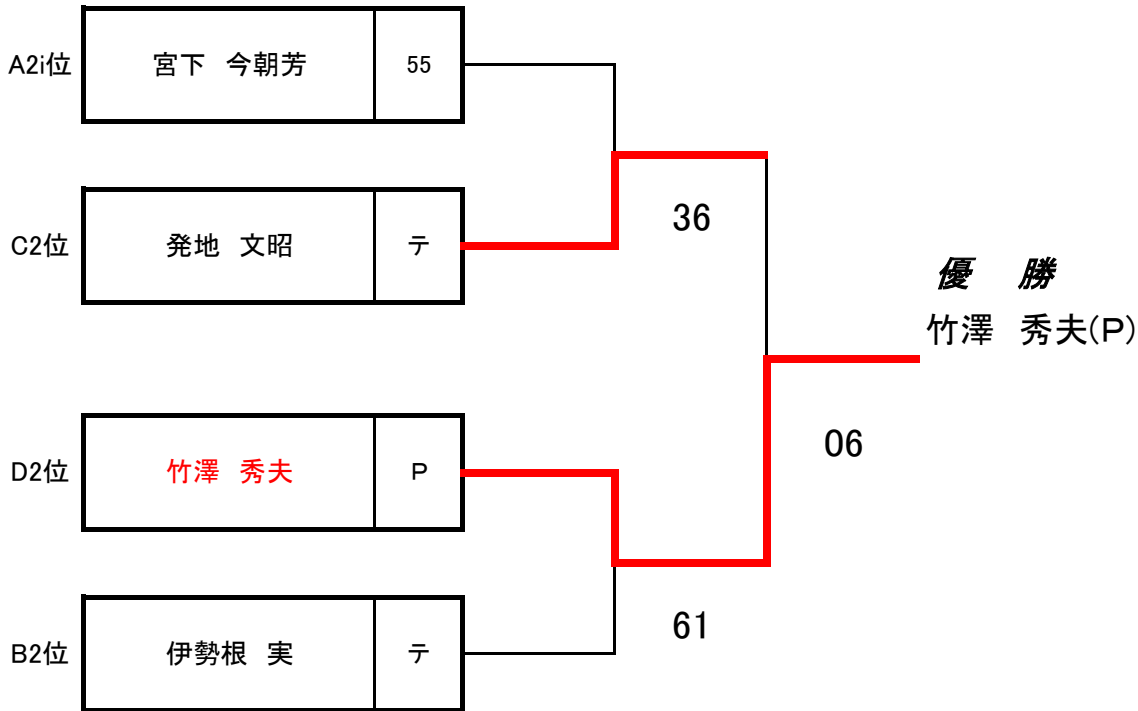 A2i位 宮下 今朝芳 55
36
C2位 発地 文昭 テ
優 勝
竹澤 秀夫(P)
06
D2位 竹澤 秀夫 P
61
B2位 伊勢根 実 テ